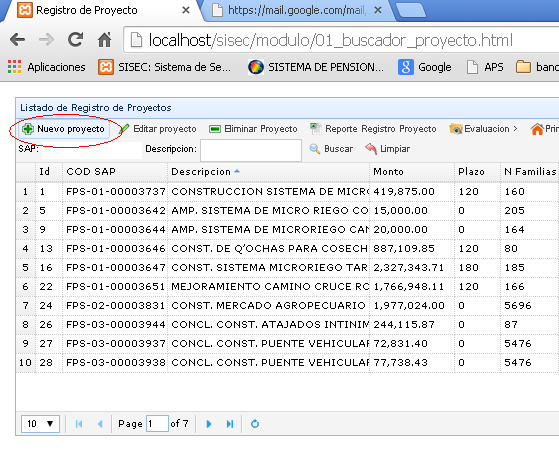 Registro de Proyecto
https://mail.google.com/mail,
localhost/sisec/modulo/01_buscador_proyecto.html
Aplicaciones SISEC: Sistema de Se... SISTEMA DE PENSION... Google APS banc
Listado de Registro de Proyectos
Nuevo proyecto Editar proyecto Eliminar Proyecto Reporte Registro Proyecto Evaluacion Prin
SAP: Descripcion: Buscar Limpiar
Id COD SAP Descripcion Monto Plazo N Familias
1 1 FPS-01-00003737 CONSTRUCCION SISTEMA DE MICR 419,875.00 120 160
2 5 FPS-01-00003642 AMP. SISTEMA DE MICRO RIEGO CO 15,000.00 0 205
3 9 FPS-01-00003644 AMP. SISTEMA DE MICRORIEGO CAN 20,000.00 0 164
4 13 FPS-01-00003646 CONST. DE Q'OCHAS PARA COSECH 887,109.85 120 80
5 16 FPS-01-00003647 CONST. SISTEMA MICRORIEGO TAR 2,327,343.71 180 185
6 22 FPS-01-00003651 MEJORAMIENTO CAMINO CRUCE RO 1,766,948.11 120 166
7 24 FPS-02-00003831 CONST. MERCADO AGROPECUARIO 1,977,024.00 0 5696
8 26 FPS-03-00003944 CONCL. CONST. ATAJADOS INTINIM 244,115.87 0 87
9 27 FPS-03-00003937 CONCL. CONST. PUENTE VEHICULAR 72,831.40 0 5476
10 28 FPS-03-00003938 CONCL. CONST. PUENTE VEHICULAR 77,738.43 0 5476
10 Page 1 of 7